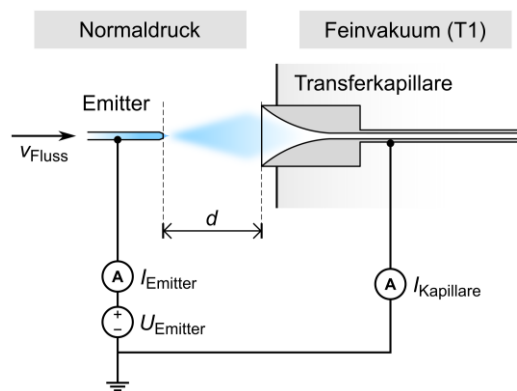 Normaldruck
Feinvakuum (T1)
Transferkapillare
Emitter
vFluss
d
A
IEmitter
A
IKapillare
+
−
UEmitter